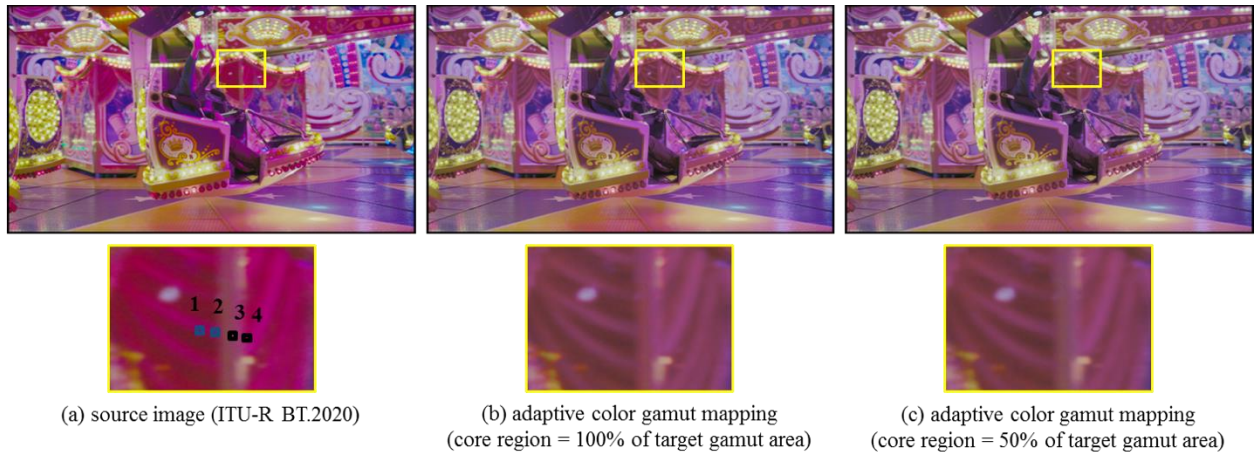 1 2 3 4
(a) source image (ITU-R BT.2020)
(b) adaptive color gamut mapping
(core region = 100% of target gamut area)
(c) adaptive color gamut mapping
(core region = 50% of target gamut area)